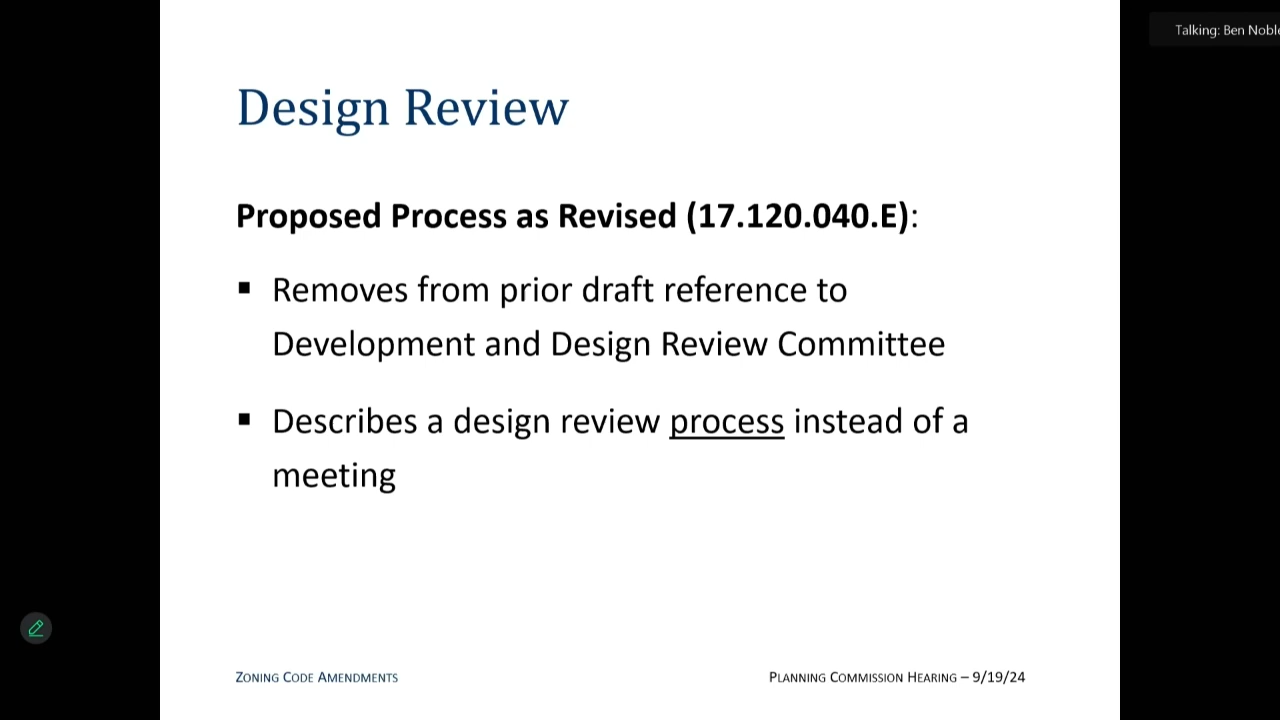 Talking: Ben Noble
Design Review
Proposed Process as Revised (17.120.040.E):
▪ Removes from prior draft reference to
Development and Design Review Committee
▪ Describes a design review process instead of a
meeting
ZONING CODE AMENDMENTS
PLANNING COMMISSION HEARING – 9/19/24